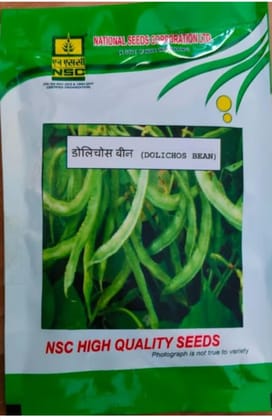 NATIONAL SEEDS CORPORATION LTD.
एन एस सी
NSC
डोलिचोस बीन (DOLICHOS BEAN)
NSC HIGH QUALITY SEEDS
Photograph is not true to variety